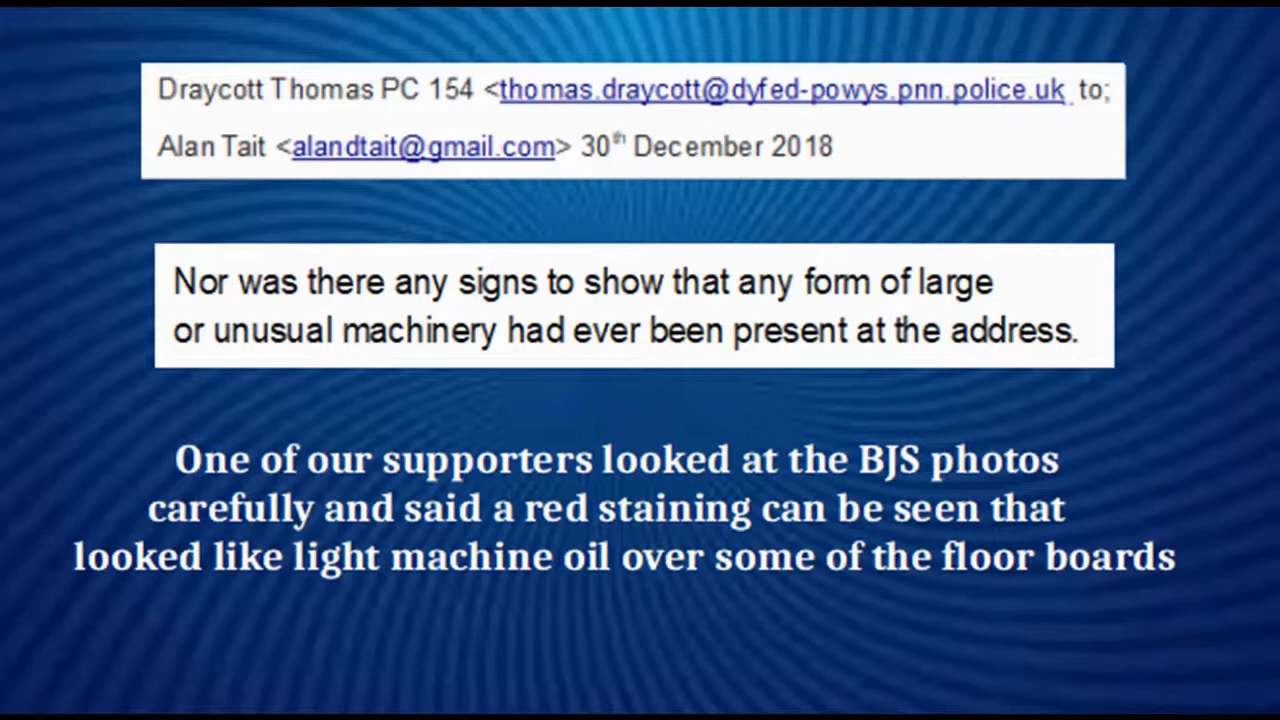 Draycott Thomas PC 154 <thomas.draycott@dyfed-powys.pnn.police.uk to;
Alan Tait <alandtait@gmail.com> 30th December 2018
Nor was there any signs to show that any form of large
or unusual machinery had ever been present at the address.
One of our supporters looked at the BJS photos
carefully and said a red staining can be seen that
looked like light machine oil over some of the floor boards